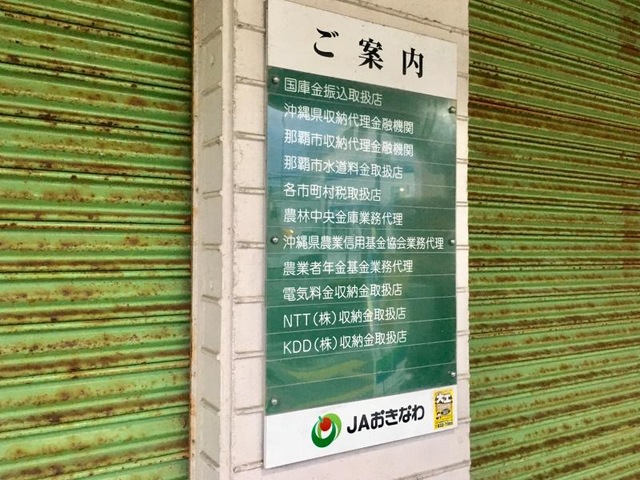 ご案内
国庫金振込取扱店
沖縄県収納代理金融機関
那覇市収納代理金融機関
那覇市水道料金取扱店
各市町村税取扱店
農林中央金庫業務代理
沖縄県農業信用基金協会業務代理
農業者年金基金業務代理
電気料金収納金取扱店
NTT(株)収納金取扱店
KDD(株)収納金取扱店
JAおきなわ
大工